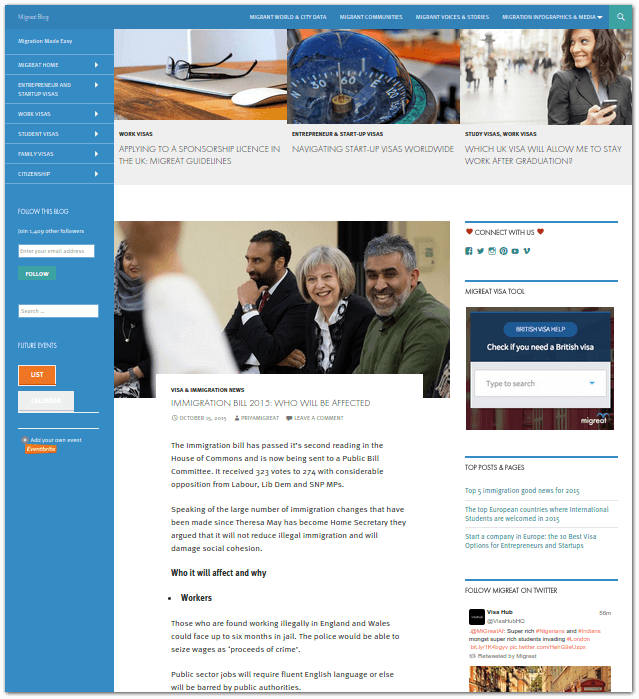 Migreat Blog
MIGREAT WORLD & CITY DATA
MIGREAT COMMUNITIES
MIGREAT VOICES & STORIES
MIGRATION INFOGRAPHICS & MEDIA
Migration Made Easy
MIGREAT HOME
ENTREPRENEUR AND
STARTUP VISAS
WORK VISAS
STUDENT VISAS
FAMILY VISAS
CITIZENSHIP
FOLLOW THIS BLOG
Join 1,409 other followers
Enter your email address
FOLLOW
Search ...
FUTURE EVENTS
LIST
CALENDAR
Add your own event
Eventbrite
WORK VISAS
APPLYING TO A SPONSORSHIP LICENCE IN
THE UK: MIGREAT GUIDELINES
ENTREPRENEUR & START-UP VISAS
NAVIGATING START-UP VISAS WORLDWIDE
STUDY VISAS, WORK VISAS
WHICH UK VISA WILL ALLOW ME TO STAY
WORK AFTER GRADUATION?
VISA & IMMIGRATION NEWS
IMMIGRATION BILL 2015: WHO WILL BE AFFECTED
OCTOBER 15, 2015
PRIYAMIGREAT
LEAVE A COMMENT
The Immigration bill has passed it's second reading in the
House of Commons and is now being sent to a Public Bill
Committee. It received 323 votes to 274 with considerable
opposition from Labour, Lib Dem and SNP MPs.
Speaking of the large number of immigration changes that have
been made since Theresa May has become Home Secretary they
argued that it will not reduce illegal immigration and will
damage social cohesion.
Who it will affect and why
Workers
Those who are found working illegally in England and Wales
could face up to six months in jail. The police would be able to
seize wages as 'proceeds of crime'.
Public sector jobs will require fluent English language or else
will be barred by public authorities.
CONNECT WITH US
MIGREAT VISA TOOL
BRITISH VISA HELP
Check if you need a British visa
Type to search
migreat
TOP POSTS & PAGES
Top 5 immigration good news for 2015
The top European countries where International
Students are welcomed in 2015
Start a company in Europe: the 10 Best Visa
Options for Entrepreneurs and Startups
FOLLOW MIGREAT ON TWITTER
Visa Hub
56m
@VisaHubHQ
.@MiGreatAf: Super rich #Nigerians and #Indians
mongst super rich students invading #London
Retweeted by Migreat